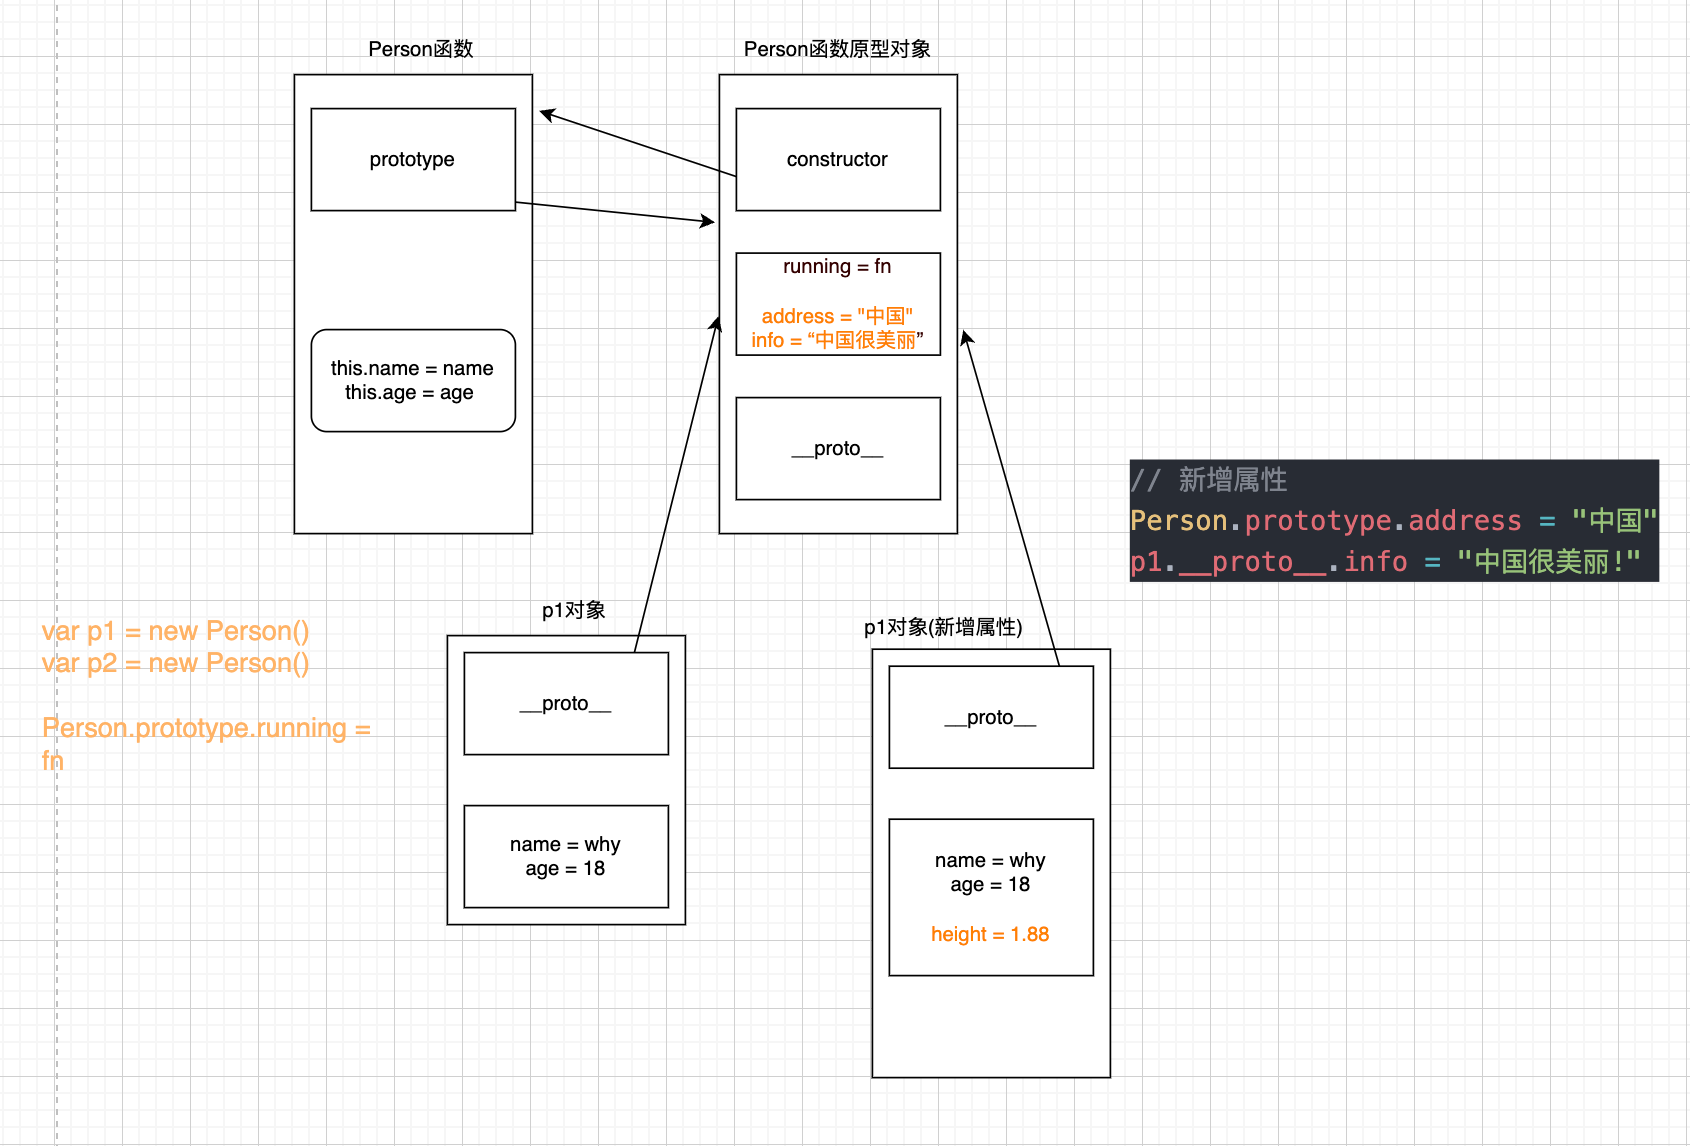 Person函数
prototype
this.name = name
this.age = age
Person函数原型对象
constructor
running = fn
address = "中国"
info = “中国很美丽”
__proto__
// 新增属性
Person.prototype.address = "中国"
p1.__proto__.info = "中国很美丽!"
var p1 = new Person()
var p2 = new Person()
Person.prototype.running =
fn
p1对象
__proto__
name = why
age = 18
p1对象(新增属性)
__proto__
name = why
age = 18
height = 1.88